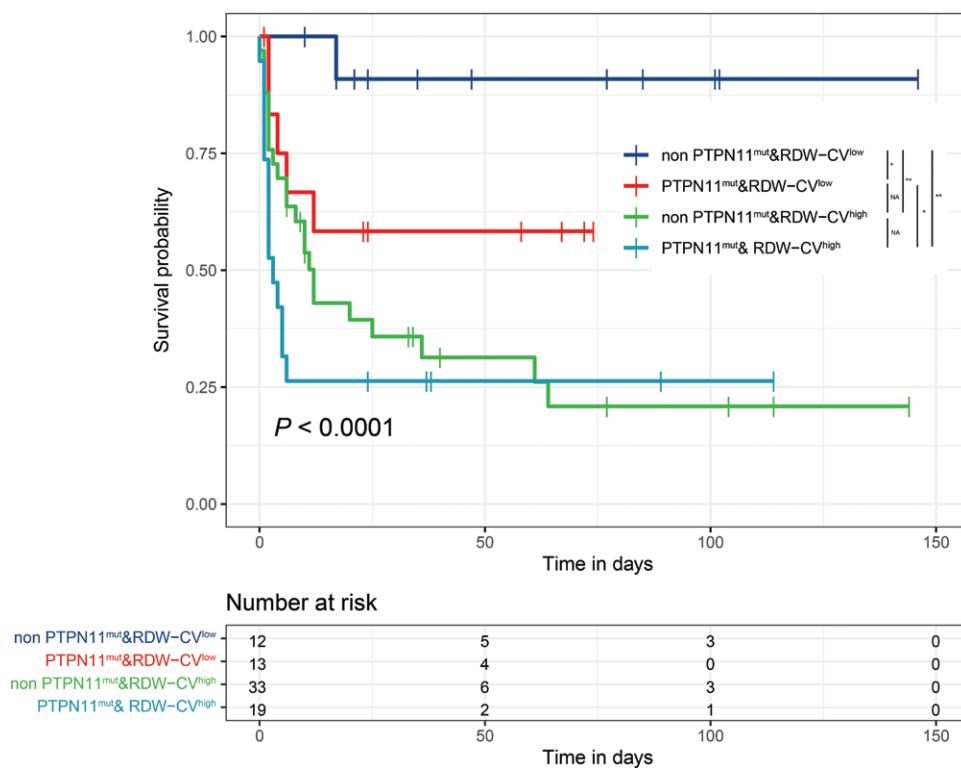 1.00
0.75
0.50
0.25
0.00
Survival probability
non PTPN11ᵐᵘᵗ&RDW−CVˡᵒʷ
PTPN11ᵐᵘᵗ&RDW−CVˡᵒʷ
non PTPN11ᵐᵘᵗ&RDW−CVʰⁱᵍʰ
PTPN11ᵐᵘᵗ& RDW−CVʰⁱᵍʰ
*
NA
NA
**
*
**
P < 0.0001
0 50 100 150
Time in days
Number at risk
non PTPN11ᵐᵘᵗ&RDW−CVˡᵒʷ 12 5 3 0
PTPN11ᵐᵘᵗ&RDW−CVˡᵒʷ 13 4 0 0
non PTPN11ᵐᵘᵗ&RDW−CVʰⁱᵍʰ 33 6 3 0
PTPN11ᵐᵘᵗ& RDW−CVʰⁱᵍʰ 19 2 1 0
0 50 100 150
Time in days